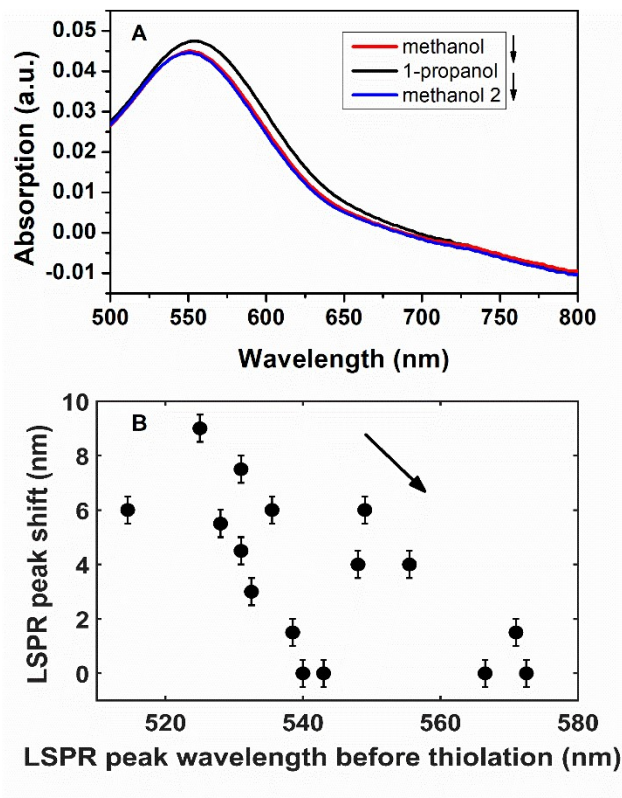 A
methanol
1-propanol
methanol 2
0.05
0.04
0.03
0.02
0.01
0.00
-0.01
Absorption (a.u.)
500 550 600 650 700 750 800
Wavelength (nm)
B
10
8
6
4
2
0
LSPR peak shift (nm)
520 540 560 580
LSPR peak wavelength before thiolation (nm)